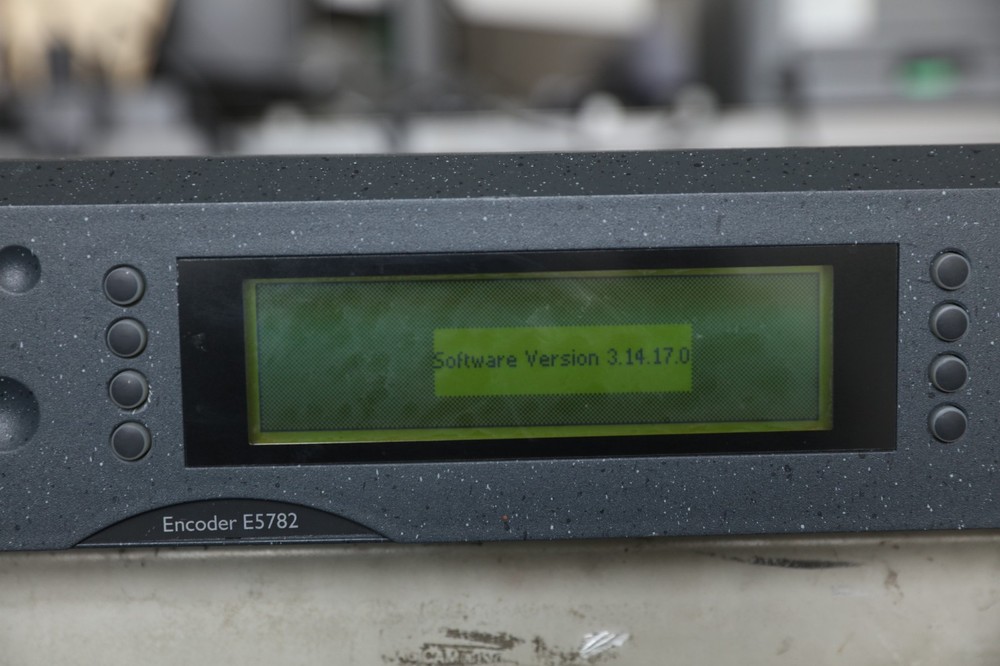 Software Version 3.14.17.0
Encoder E5782